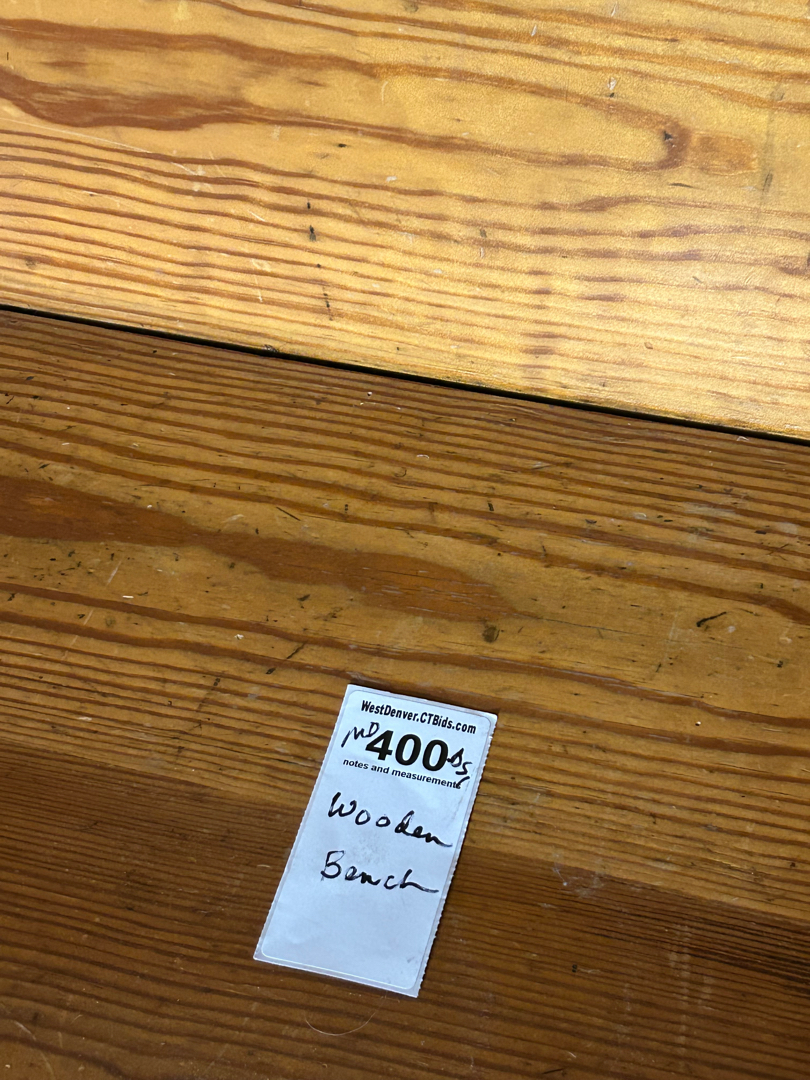 WestDenver.CTBids.com
400
notes and measurements
Wooden
Bench